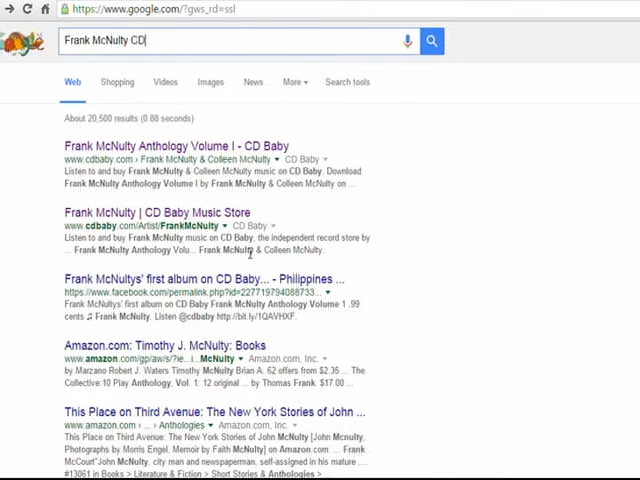 https://www.google.com/?gws_rd=ssl
Frank McNulty CD
Web Shopping Videos Images News More Search tools
About 20,500 results (0.88 seconds)
Frank McNulty Anthology Volume I - CD Baby
www.cdbaby.com › Frank McNulty & Colleen McNulty CD Baby
Listen to and buy Frank McNulty & Colleen McNulty music on CD Baby. Download
Frank McNulty Anthology Volume I by Frank McNulty & Colleen McNulty on ...
Frank McNulty | CD Baby Music Store
www.cdbaby.com/Artist/FrankMcNulty CD Baby
Listen to and buy Frank McNulty music on CD Baby, the independent record store by
... Frank McNulty Anthology Volu... Frank McNulty & Colleen McNulty.
Frank McNultys' first album on CD Baby... - Philippines ...
https://www.facebook.com/permalink.php?id=227719794088733...
Frank McNultys' first album on CD Baby Frank McNulty Anthology Volume 1 .99
cents ♫ Frank McNulty. Listen @cdbaby http://bit.ly/1QAVHXF.
Amazon.com: Timothy J. McNulty: Books
www.amazon.com/gp/aw/s/?ie...i...McNulty Amazon.com, Inc.
by Marzano Robert J. Waters Timothy McNulty Brian A. 62 offers from $2.35 ... The
Collective:10 Play Anthology, Vol. 1: 12 original ... by Thomas Frank. $17.00 ...
This Place on Third Avenue: The New York Stories of John ...
www.amazon.com › ... › Anthologies Amazon.com, Inc.
This Place on Third Avenue: The New York Stories of John McNulty [John Mcnulty,
Photographs by Morris Engel, Memoir by Faith McNulty] on Amazon.com. ... Frank
McCourt"John McNulty, city man and newspaperman, self-assigned in his mature ...
#13061 in Books > Literature & Fiction > Short Stories & Anthologies > ...